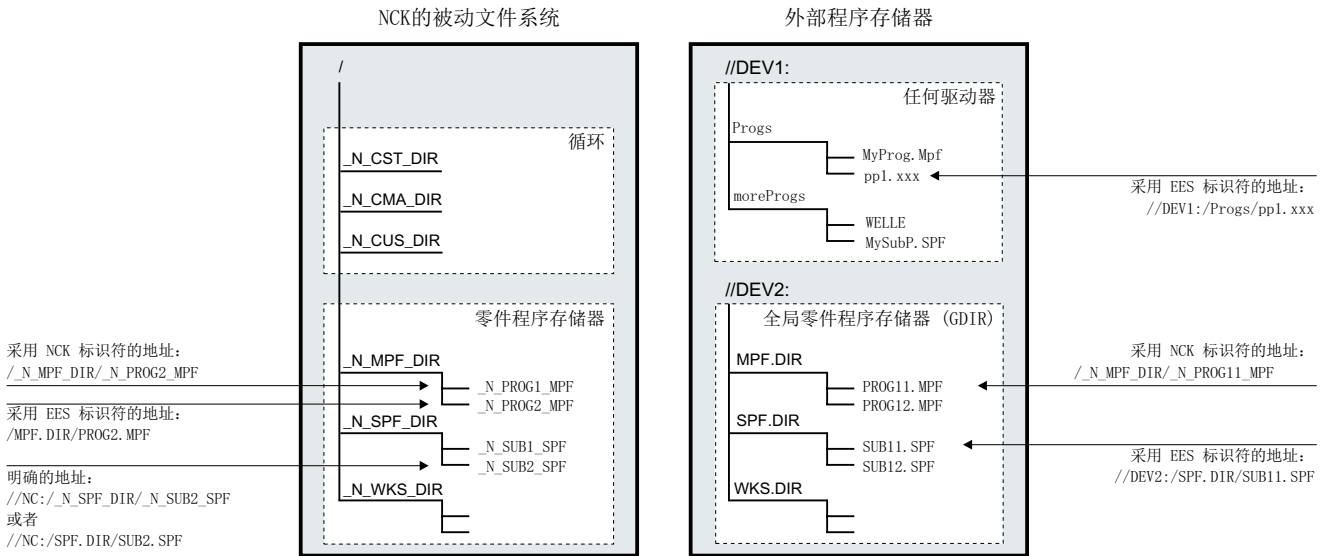 NCK的被动文件系统
/
循环
_N_CST_DIR
_N_CMA_DIR
_N_CUS_DIR
零件程序存储器
_N_MPF_DIR
_N_PROG1_MPF
_N_PROG2_MPF
_N_SPF_DIR
_N_SUB1_SPF
_N_SUB2_SPF
_N_WKS_DIR
采用 NCK 标识符的地址:
/_N_MPF_DIR/_N_PROG2_MPF
采用 EES 标识符的地址:
/MPF.DIR/PROG2.MPF
明确的地址:
//NC:/_N_SPF_DIR/_N_SUB2_SPF
或者
//NC:/SPF.DIR/SUB2.SPF
外部程序存储器
//DEV1:
任何驱动器
Progs
MyProg.Mpf
pp1.xxx
moreProgs
WELLE
MySubP.SPF
//DEV2:
全局零件程序存储器 (GDIR)
MPF.DIR
PROG11.MPF
PROG12.MPF
SPF.DIR
SUB11.SPF
SUB12.SPF
WKS.DIR
采用 EES 标识符的地址:
//DEV1:/Progs/pp1.xxx
采用 NCK 标识符的地址:
/_N_MPF_DIR/_N_PROG11_MPF
采用 EES 标识符的地址:
//DEV2:/SPF.DIR/SUB11.SPF